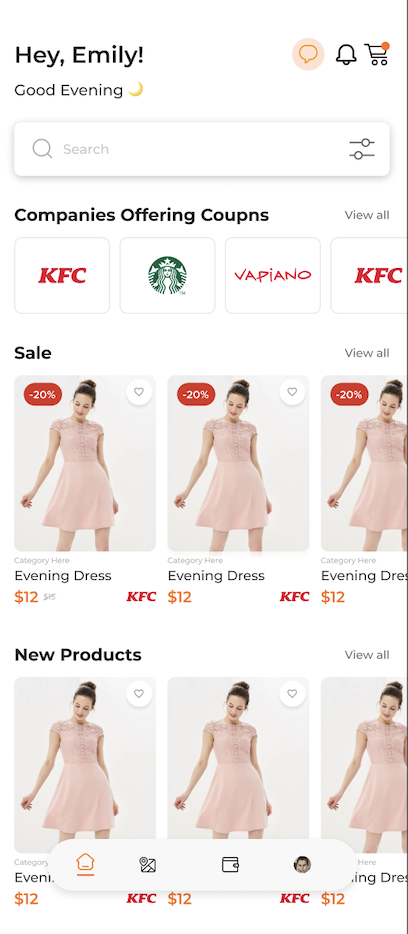 Hey, Emily!
Good Evening 🌙
Search
Companies Offering Coupns
View all
KFC
VAPiANO
KFC
Sale
View all
-20%
-20%
-20%
Category Here
Category Here
Category Here
Evening Dress
Evening Dress
Evening Dres
$12 $15 KFC
$12 KFC
$12
New Products
View all
Category
Here
Eveni
ing Dres
$12 KFC
$12 KFC
$12